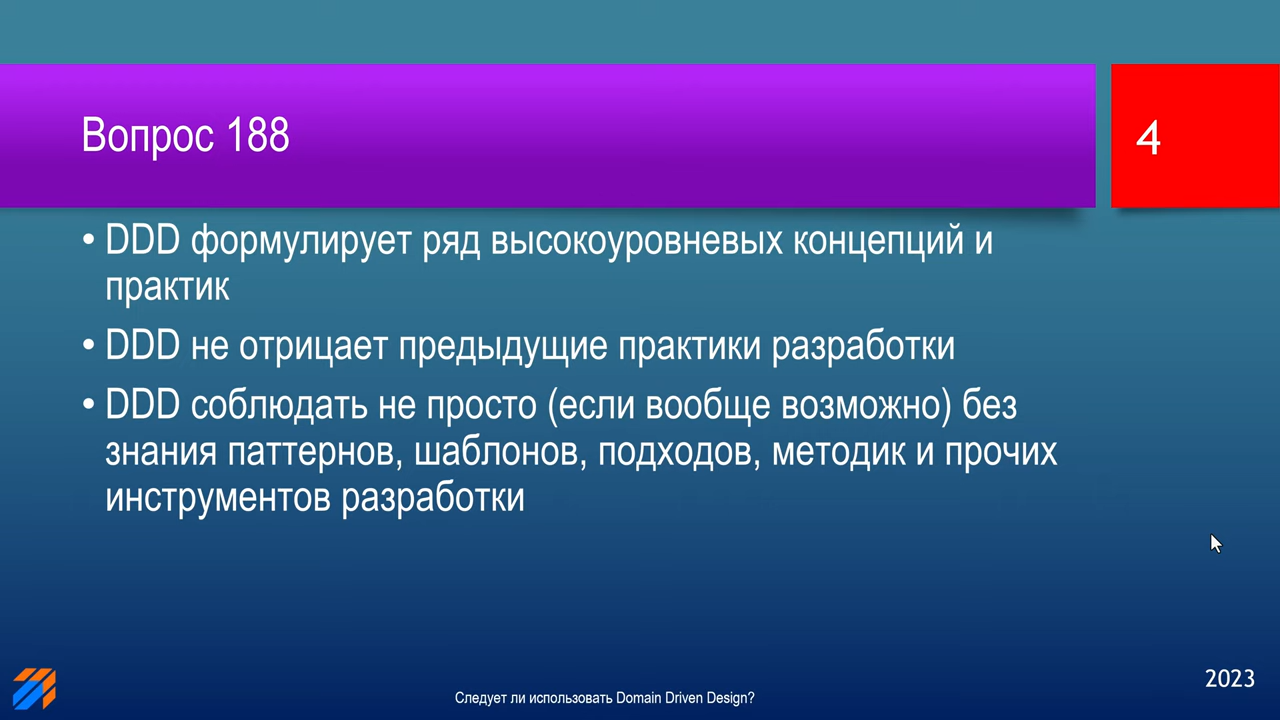 Вопрос 188
4
• DDD формулирует ряд высокоуровневых концепций и
практик
• DDD не отрицает предыдущие практики разработки
• DDD соблюдать не просто (если вообще возможно) без
знания паттернов, шаблонов, подходов, методик и прочих
инструментов разработки
2023
Следует ли использовать Domain Driven Design?